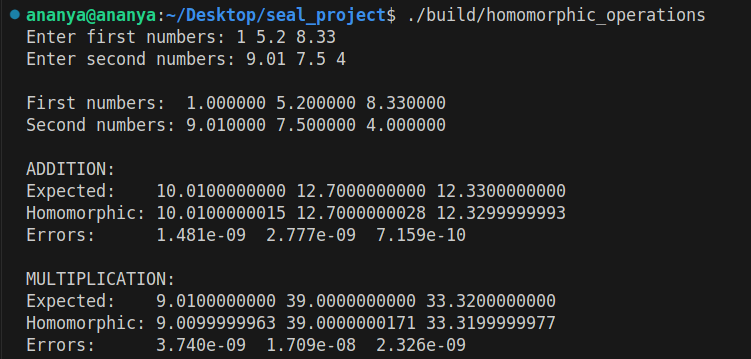 ananya@ananya:~/Desktop/seal_project$ ./build/homomorphic_operations
Enter first numbers: 1 5.2 8.33
Enter second numbers: 9.01 7.5 4
First numbers:  1.000000 5.200000 8.330000
Second numbers: 9.010000 7.500000 4.000000
ADDITION:
Expected:    10.0100000000 12.7000000000 12.3300000000
Homomorphic: 10.0100000015 12.7000000028 12.3299999993
Errors:      1.481e-09  2.777e-09  7.159e-10
MULTIPLICATION:
Expected:    9.0100000000 39.0000000000 33.3200000000
Homomorphic: 9.0099999963 39.0000000171 33.3199999977
Errors:      3.740e-09  1.709e-08  2.326e-09